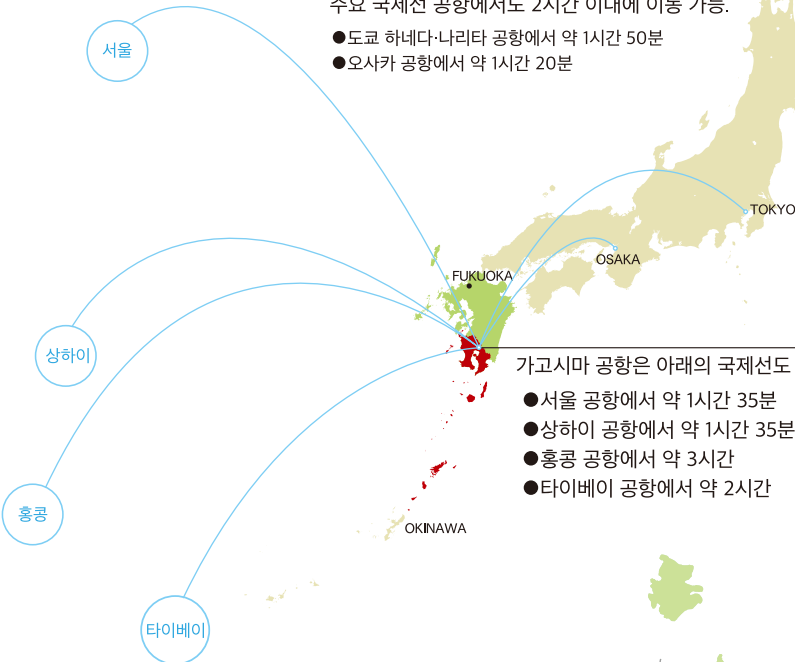 주요 국제선 공항에서도 2시간 이내에 이동 가능.
●도쿄 하네다·나리타 공항에서 약 1시간 50분
●오사카 공항에서 약 1시간 20분
서울
TOKYO
OSAKA
FUKUOKA
상하이
가고시마 공항은 아래의 국제선도
●서울 공항에서 약 1시간 35분
●상하이 공항에서 약 1시간 35분
●홍콩 공항에서 약 3시간
●타이베이 공항에서 약 2시간
홍콩
OKINAWA
타이베이